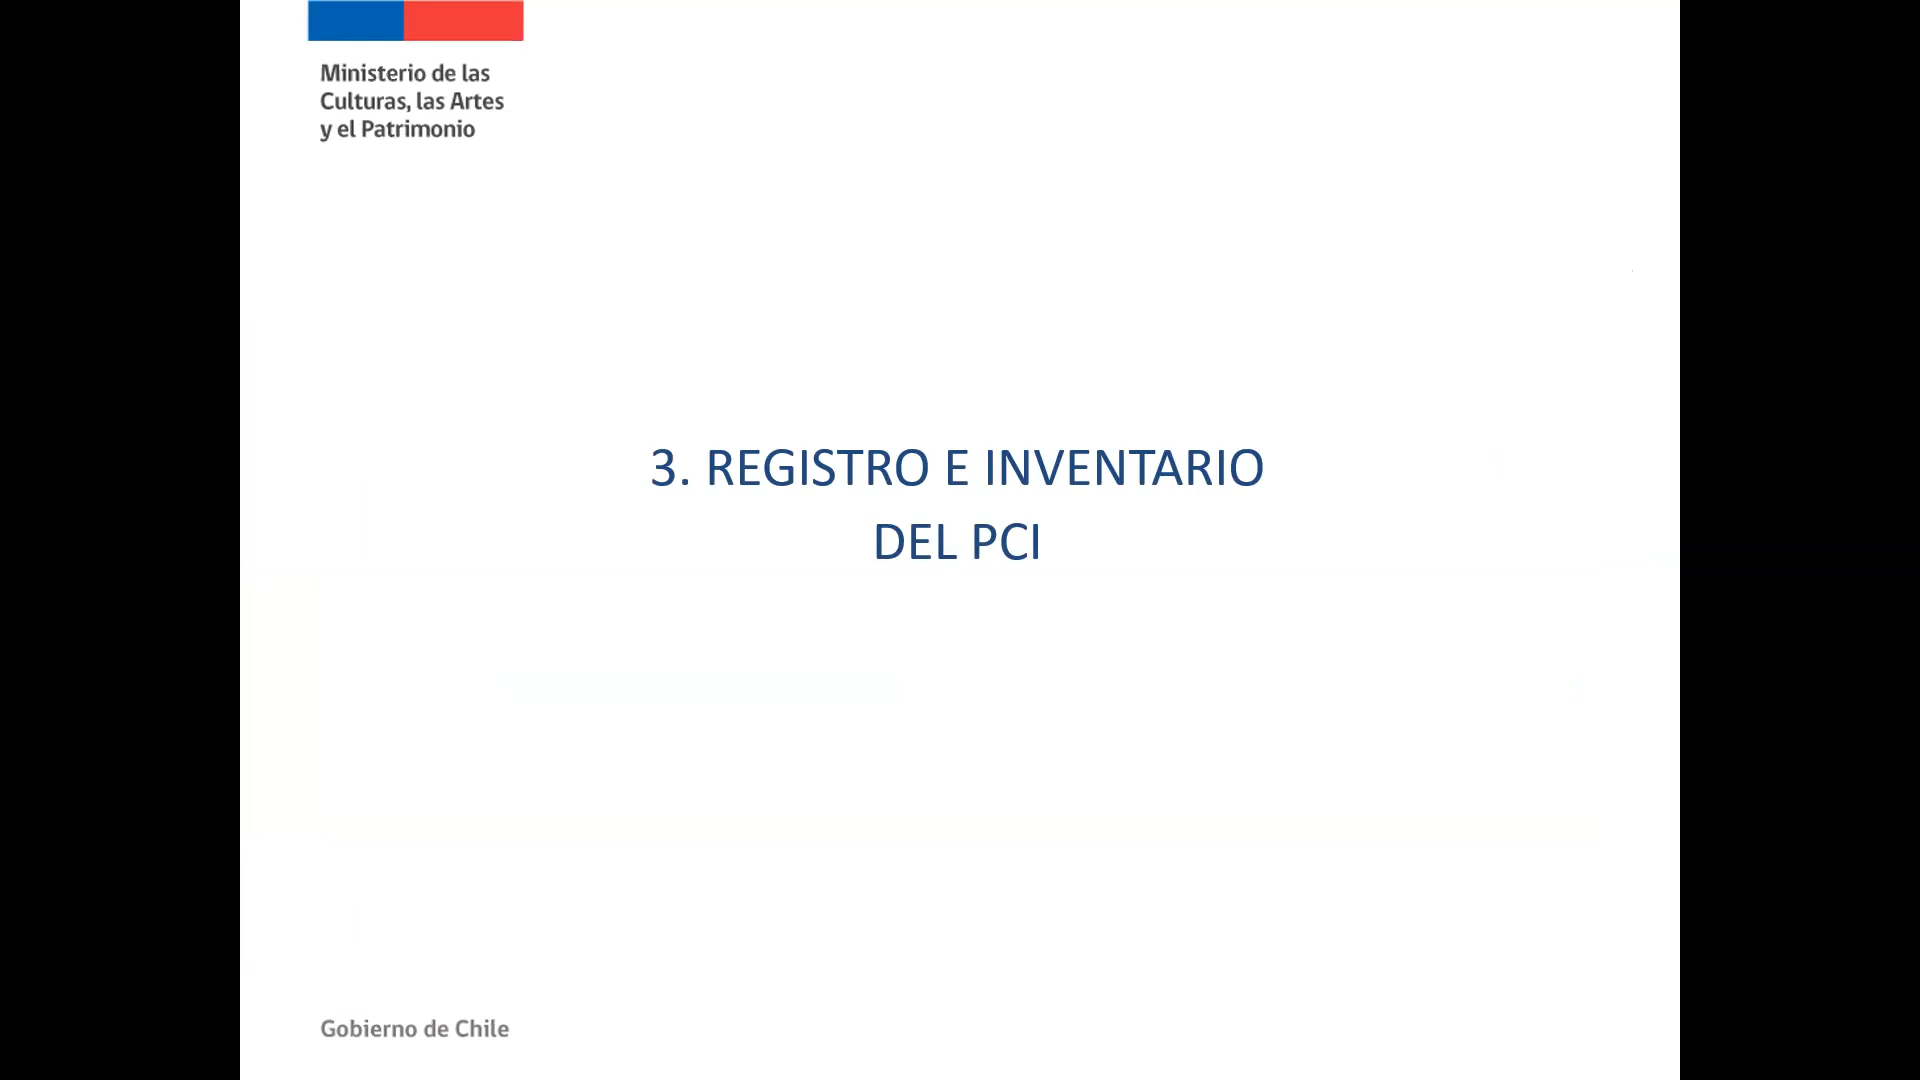 Ministerio de las
Culturas, las Artes
y el Patrimonio
3. REGISTRO E INVENTARIO
DEL PCI
Gobierno de Chile